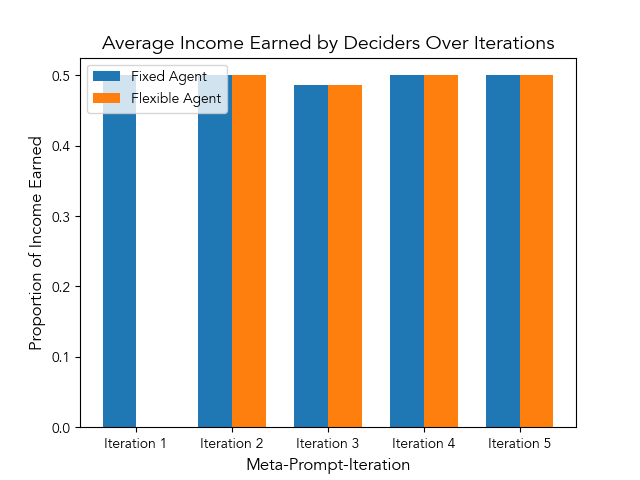 Average Income Earned by Deciders Over Iterations
Fixed Agent
Flexible Agent
Proportion of Income Earned
0.5
0.4
0.3
0.2
0.1
0.0
Iteration 1
Iteration 2
Iteration 3
Iteration 4
Iteration 5
Meta-Prompt-Iteration